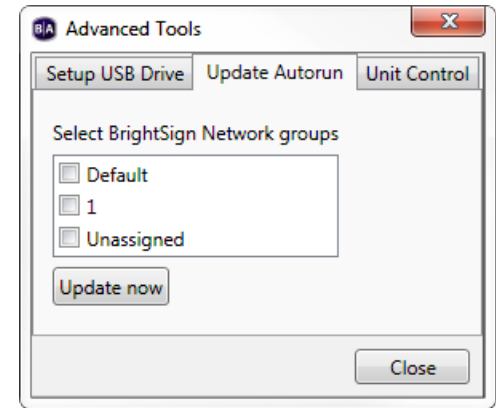 B A Advanced Tools
Setup USB Drive Update Autorun Unit Control
Select BrightSign Network groups
Default
1
Unassigned
Update now
Close